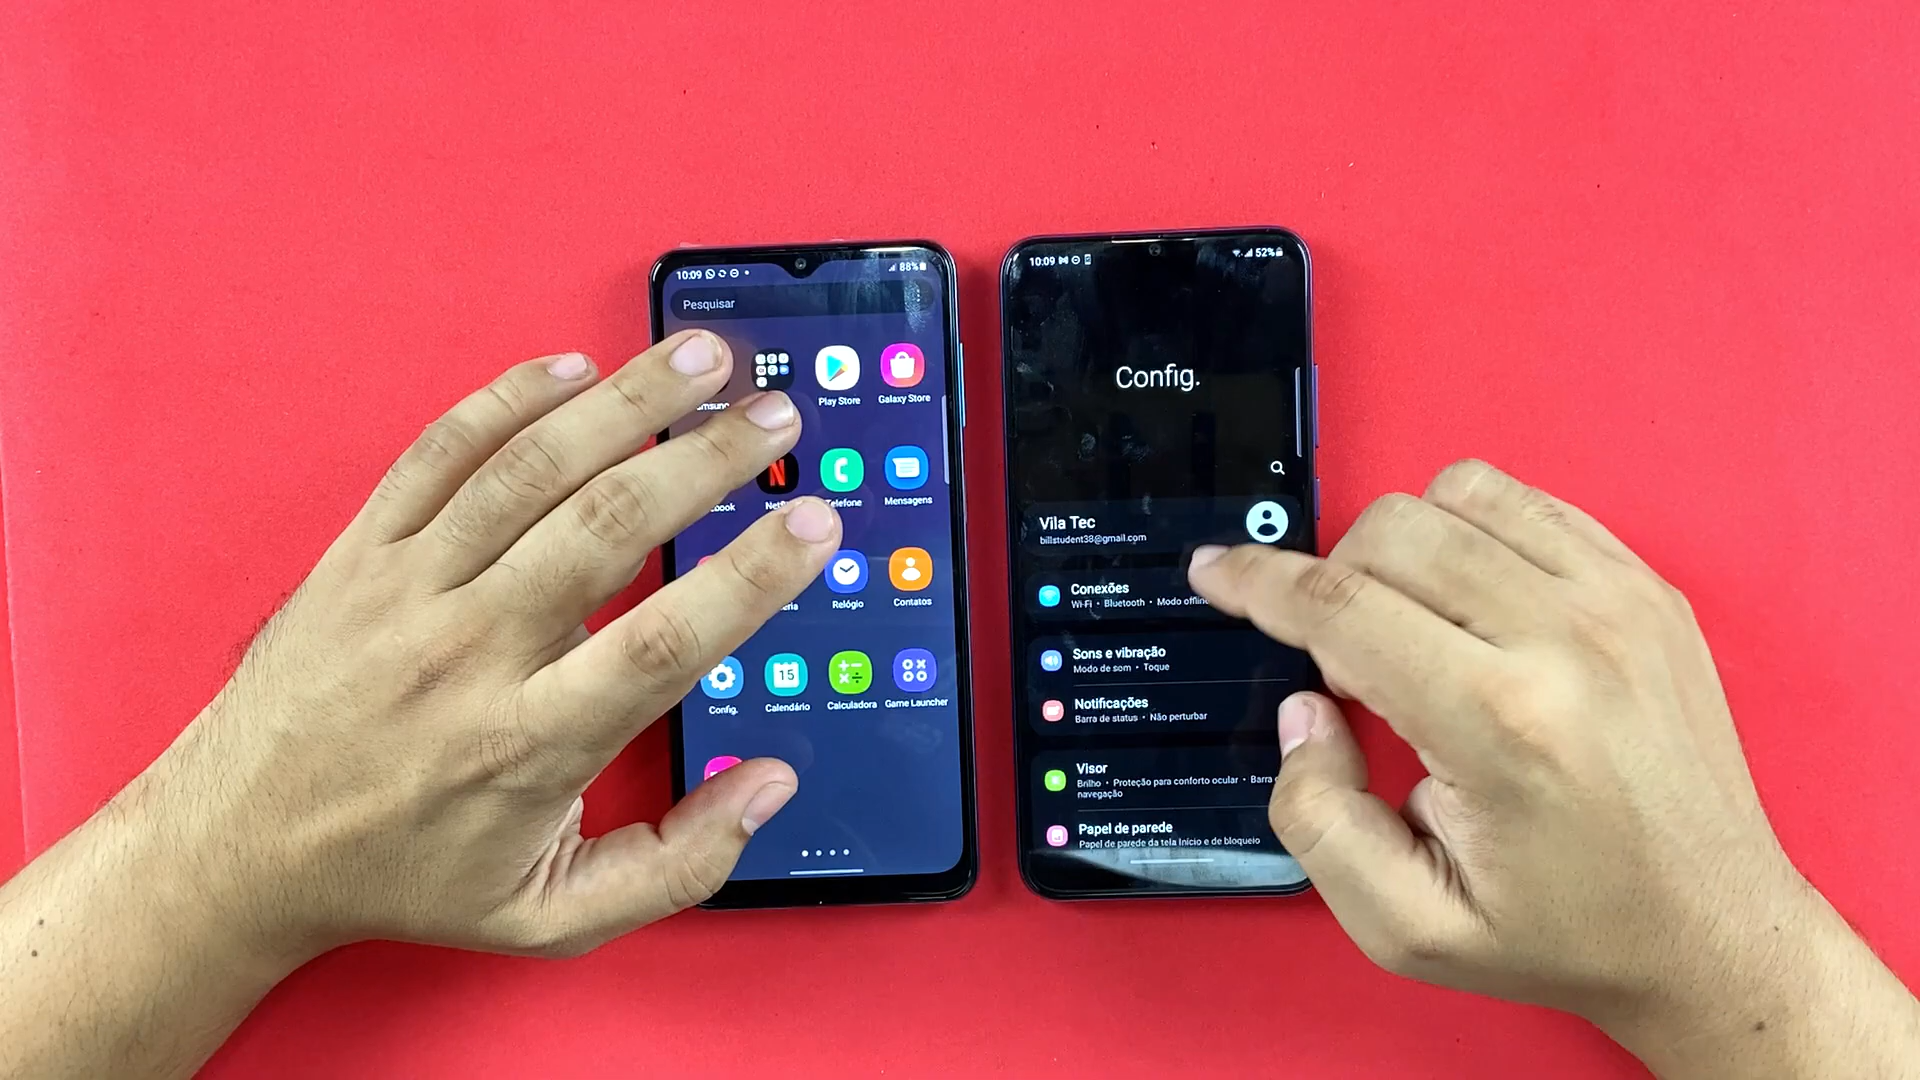 10:09
88%
Pesquisar
Play Store
Galaxy Store
Telefone
Mensagens
Relógio
Contatos
15
Config.
Calendário
Calculadora
Game Launcher
10:09
52%
Config.
Vila Tec
billstudent38@gmail.com
Conexões
Wi-Fi • Bluetooth • Modo offline
Sons e vibração
Modo de som • Toque
Notificações
Barra de status • Não perturbar
Visor
Brilho • Proteção para conforto ocular • Barra
navegação
Papel de parede
Papel de parede da tela Início e de bloqueio